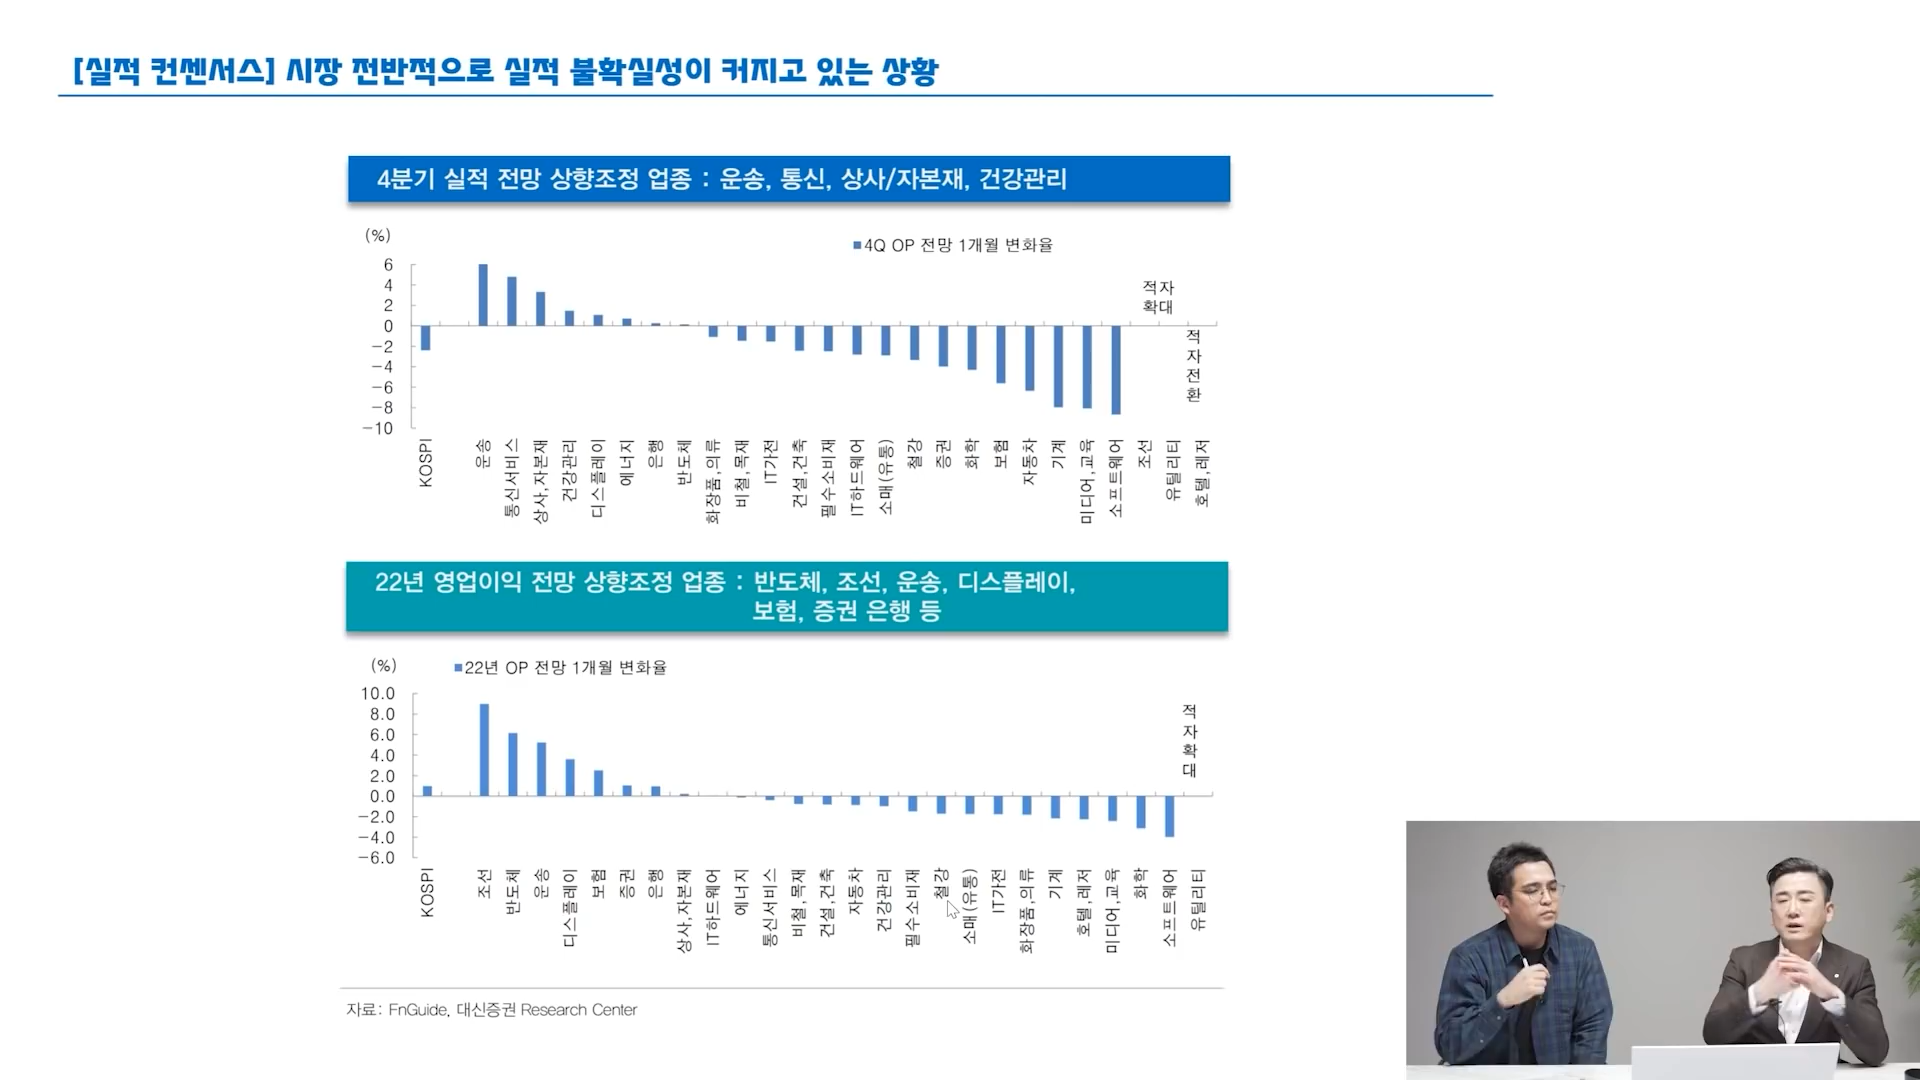 [실적 컨센서스] 시장 전반적으로 실적 불확실성이 커지고 있는 상황
4분기 실적 전망 상향조정 업종 : 운송, 통신, 상사/자본재, 건강관리
(%)
■4Q OP 전망 1개월 변화율
6
4
2
0
-2
-4
-6
-8
-10
적자
확대
적
자
전
환
KOSPI
운송
통신서비스
상사,자본재
건강관리
디스플레이
에너지
은행
반도체
화장품,의류
비철,목재
IT가전
건설,건축
필수소비재
IT하드웨어
소매(유통)
철강
증권
화학
보험
자동차
기계
미디어,교육
소프트웨어
조선
유틸리티
호텔,레저
22년 영업이익 전망 상향조정 업종 : 반도체, 조선, 운송, 디스플레이,
보험, 증권 은행 등
(%)
■22년 OP 전망 1개월 변화율
10.0
8.0
6.0
4.0
2.0
0.0
-2.0
-4.0
-6.0
적
자
확
대
KOSPI
조선
반도체
운송
디스플레이
보험
증권
은행
상사,자본재
IT하드웨어
에너지
통신서비스
비철,목재
건설,건축
자동차
건강관리
필수소비재
철강
소매(유통)
IT가전
화장품,의류
기계
호텔,레저
미디어,교육
화학
소프트웨어
유틸리티
자료: FnGuide, 대신증권 Research Center